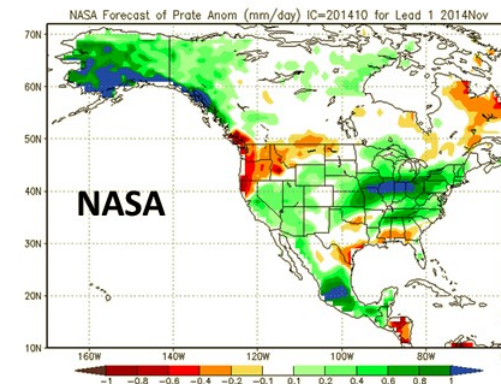 NASA Forecast of Prate Anom (mm/day) IC=201410 for Lead 1 2014Nov
70N
60N
50N
40N
NASA
30N
20N
10N
160W 140W 120W 100W 80W
-1 -0.8 -0.6 -0.4 -0.2 -0.1 0.1 0.2 0.4 0.6 0.8 1